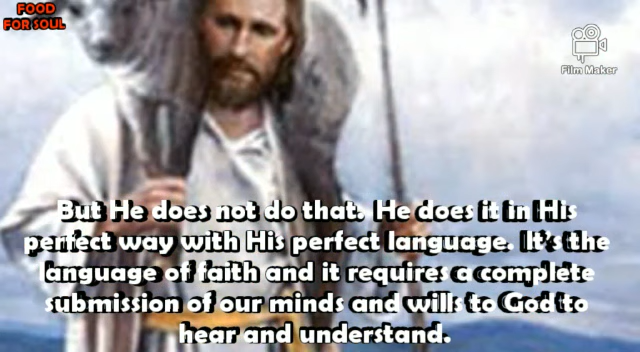 FOOD
FOR SOUL
Film Maker
But He does not do that. He does it in His
perfect way with His perfect language. It's the
language of faith and it requires a complete
submission of our minds and wills to God to
hear and understand.